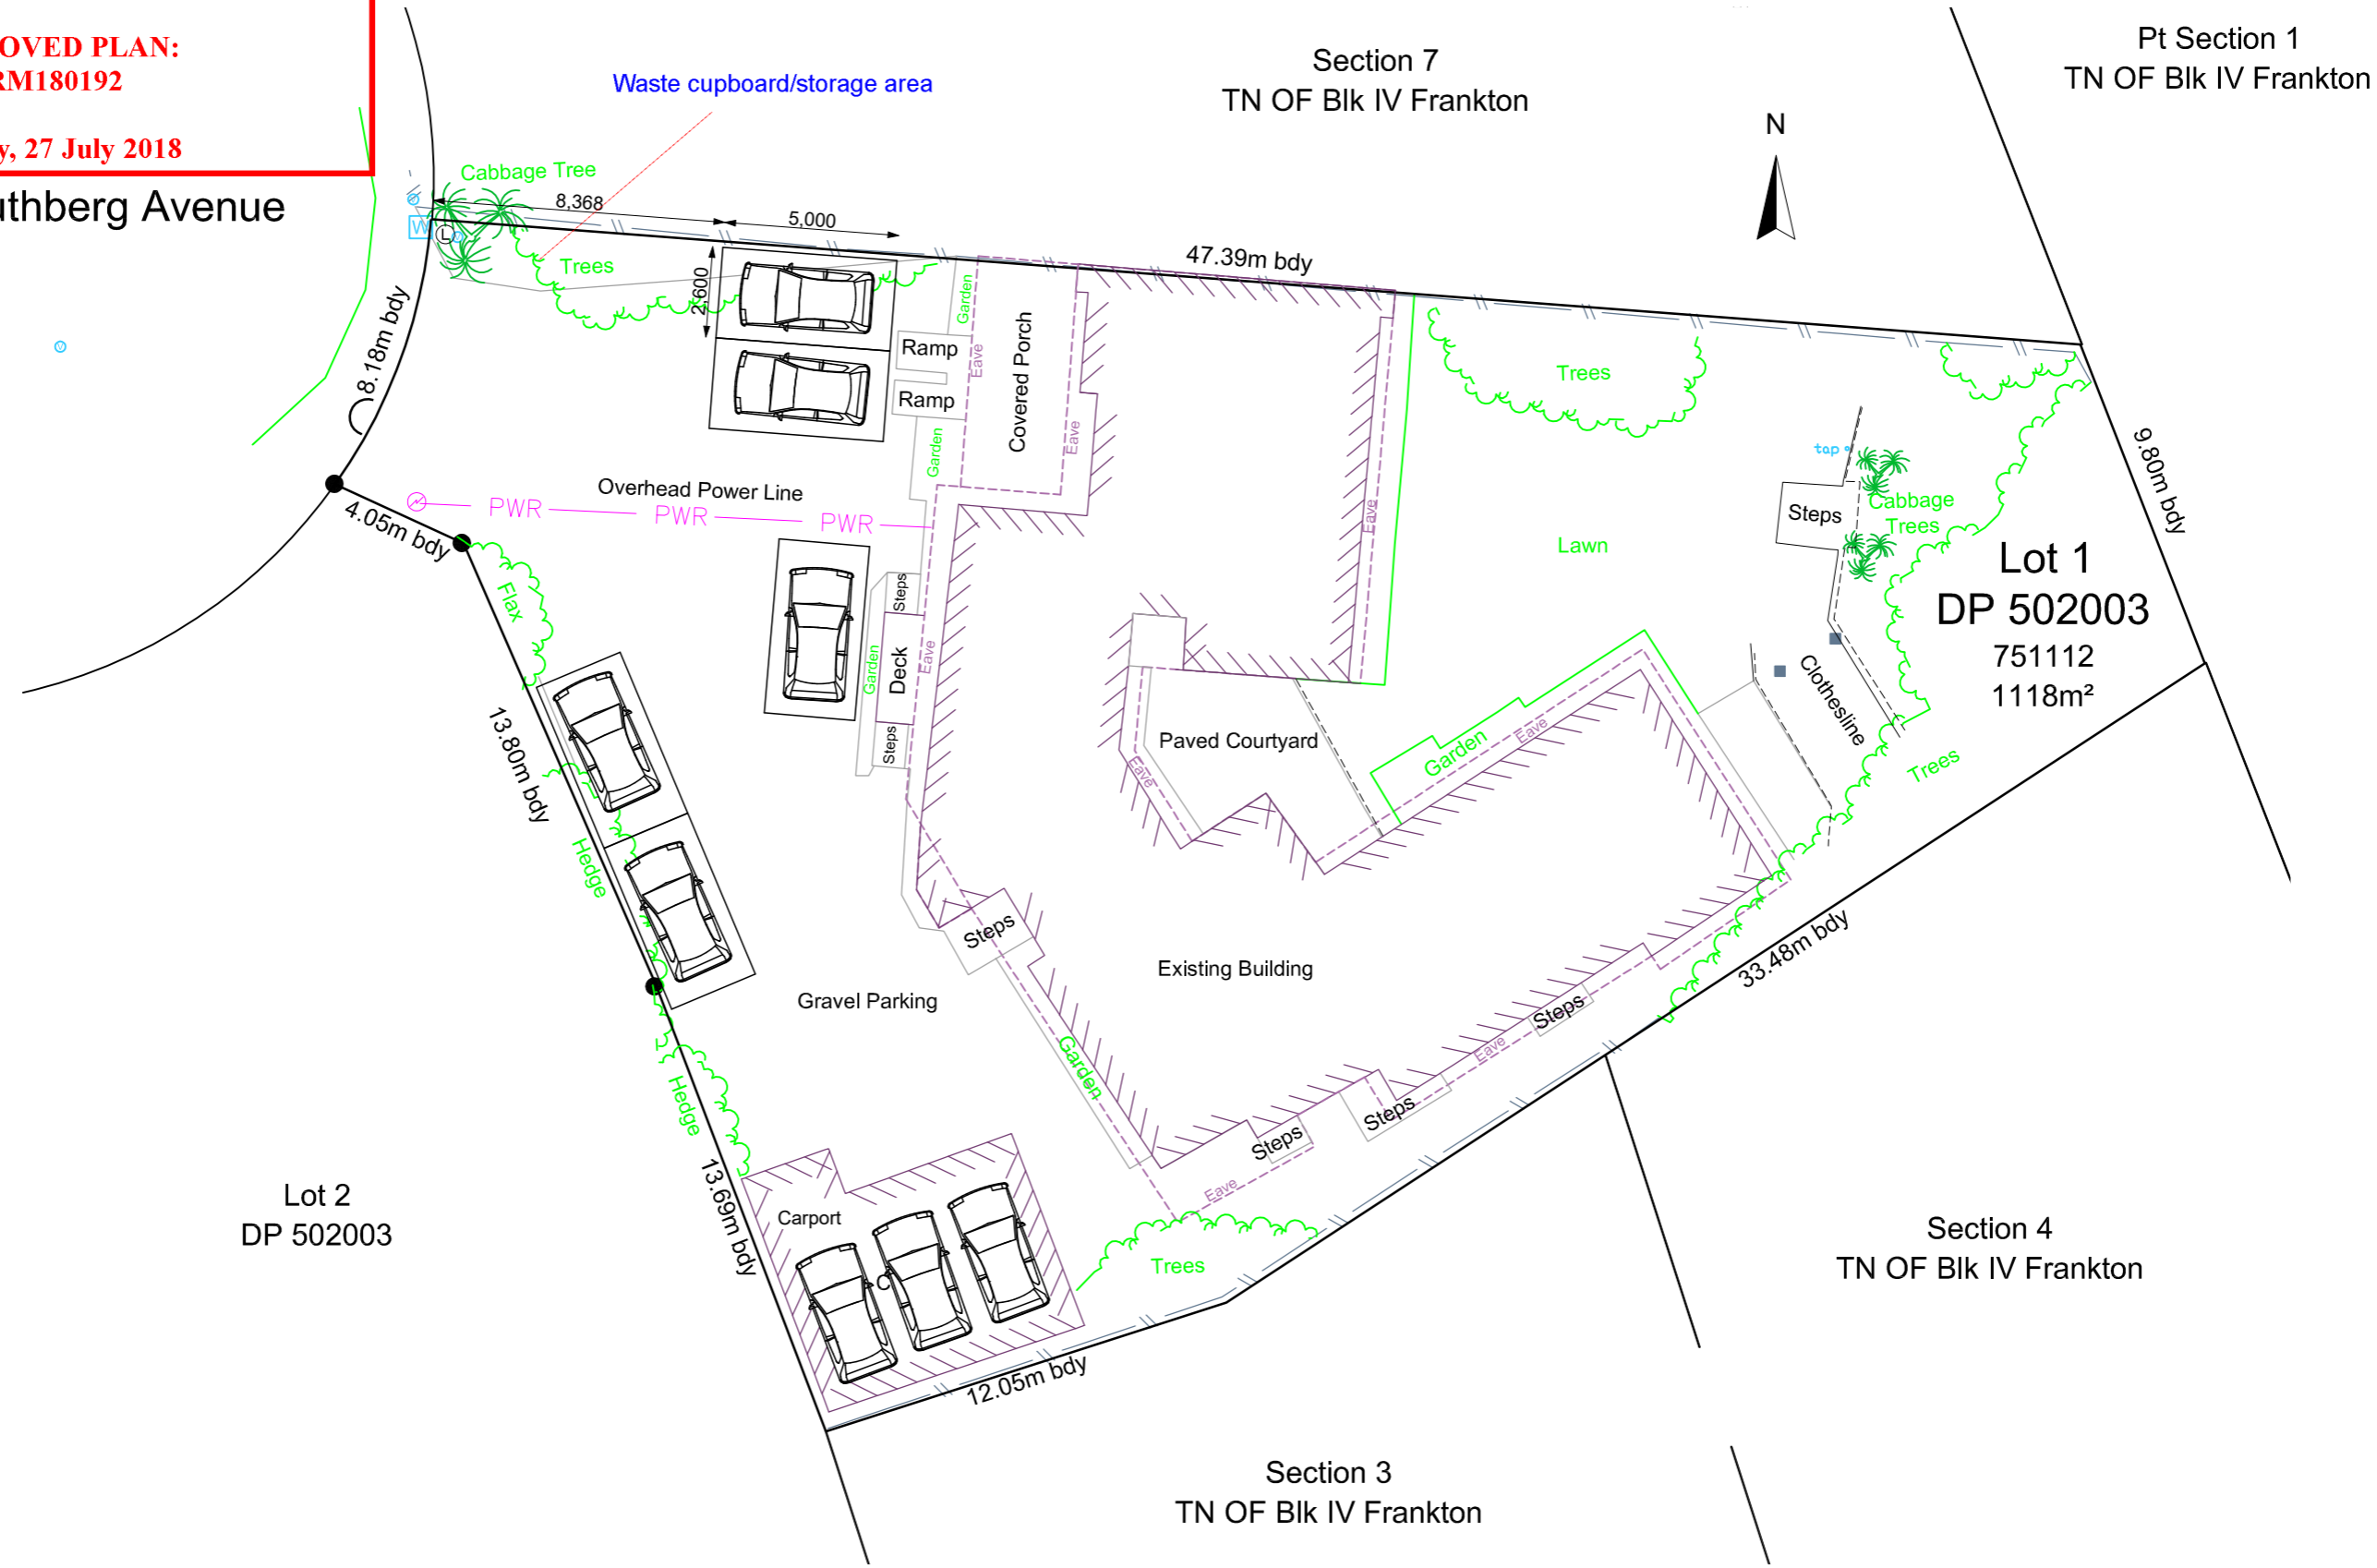 OVED PLAN:
RM180192
y, 27 July 2018
uthberg Avenue
Waste cupboard/storage area
Section 7
TN OF Blk IV Frankton
Pt Section 1
TN OF Blk IV Frankton
N
Cabbage Tree
8,368
5,000
47.39m bdy
W
L
Trees
2,600
8.18m bdy
Garden
Ramp
Ramp
Eave
Covered Porch
Eave
Garden
Trees
9.80m bdy
tap
Cabbage
Trees
Steps
Overhead Power Line
PWR
PWR
PWR
4.05m bdy
Eave
Lawn
Lot 1
DP 502003
751112
1118m²
Flax
Steps
Garden
Deck
Eave
Steps
Clothesline
Trees
13.80m bdy
Paved Courtyard
Eave
Garden
Eave
Hedge
Steps
Existing Building
Gravel Parking
33.48m bdy
Steps
Eave
Garden
Hedge
Steps
Steps
Eave
13.69m bdy
Carport
C
Trees
12.05m bdy
Lot 2
DP 502003
Section 4
TN OF Blk IV Frankton
Section 3
TN OF Blk IV Frankton